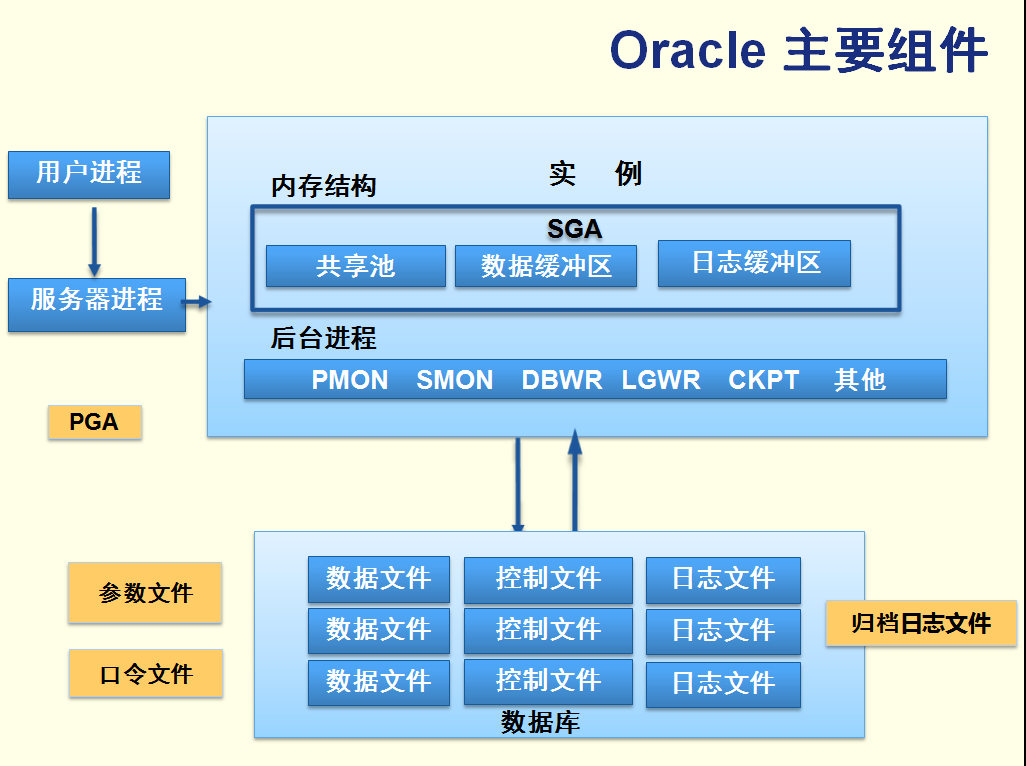 Oracle 主要组件
用户进程
服务器进程
PGA
实 例
内存结构
SGA
共享池 数据缓冲区 日志缓冲区
后台进程
PMON SMON DBWR LGWR CKPT 其他
参数文件
口令文件
数据文件 控制文件 日志文件
数据文件 控制文件 日志文件
数据文件 控制文件 日志文件
数据库
归档日志文件